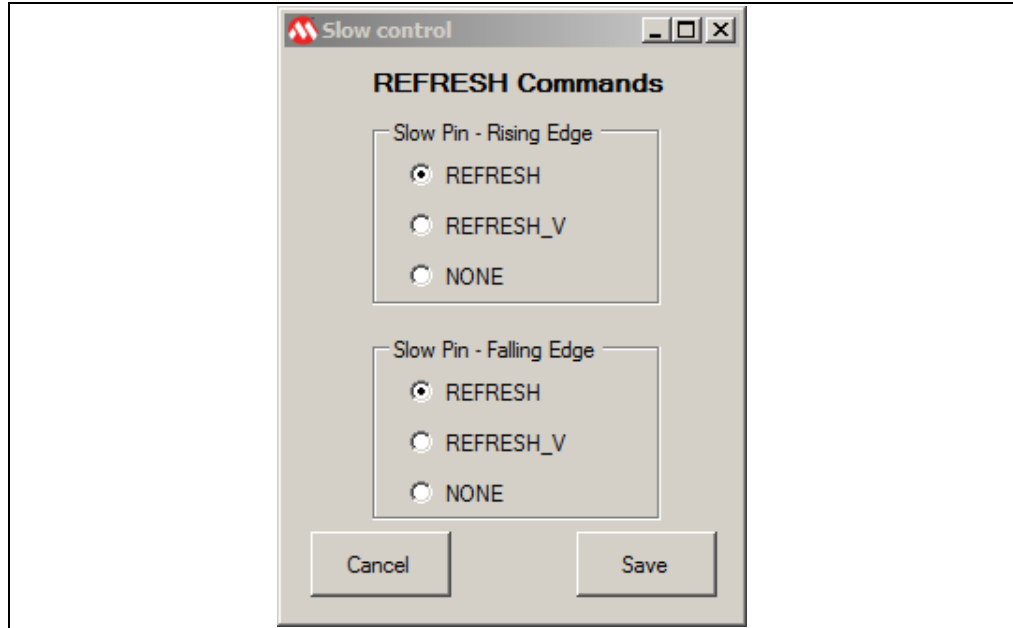 Slow control
REFRESH Commands
Slow Pin - Rising Edge
REFRESH
REFRESH_V
NONE
Slow Pin - Falling Edge
REFRESH
REFRESH_V
NONE
Cancel Save